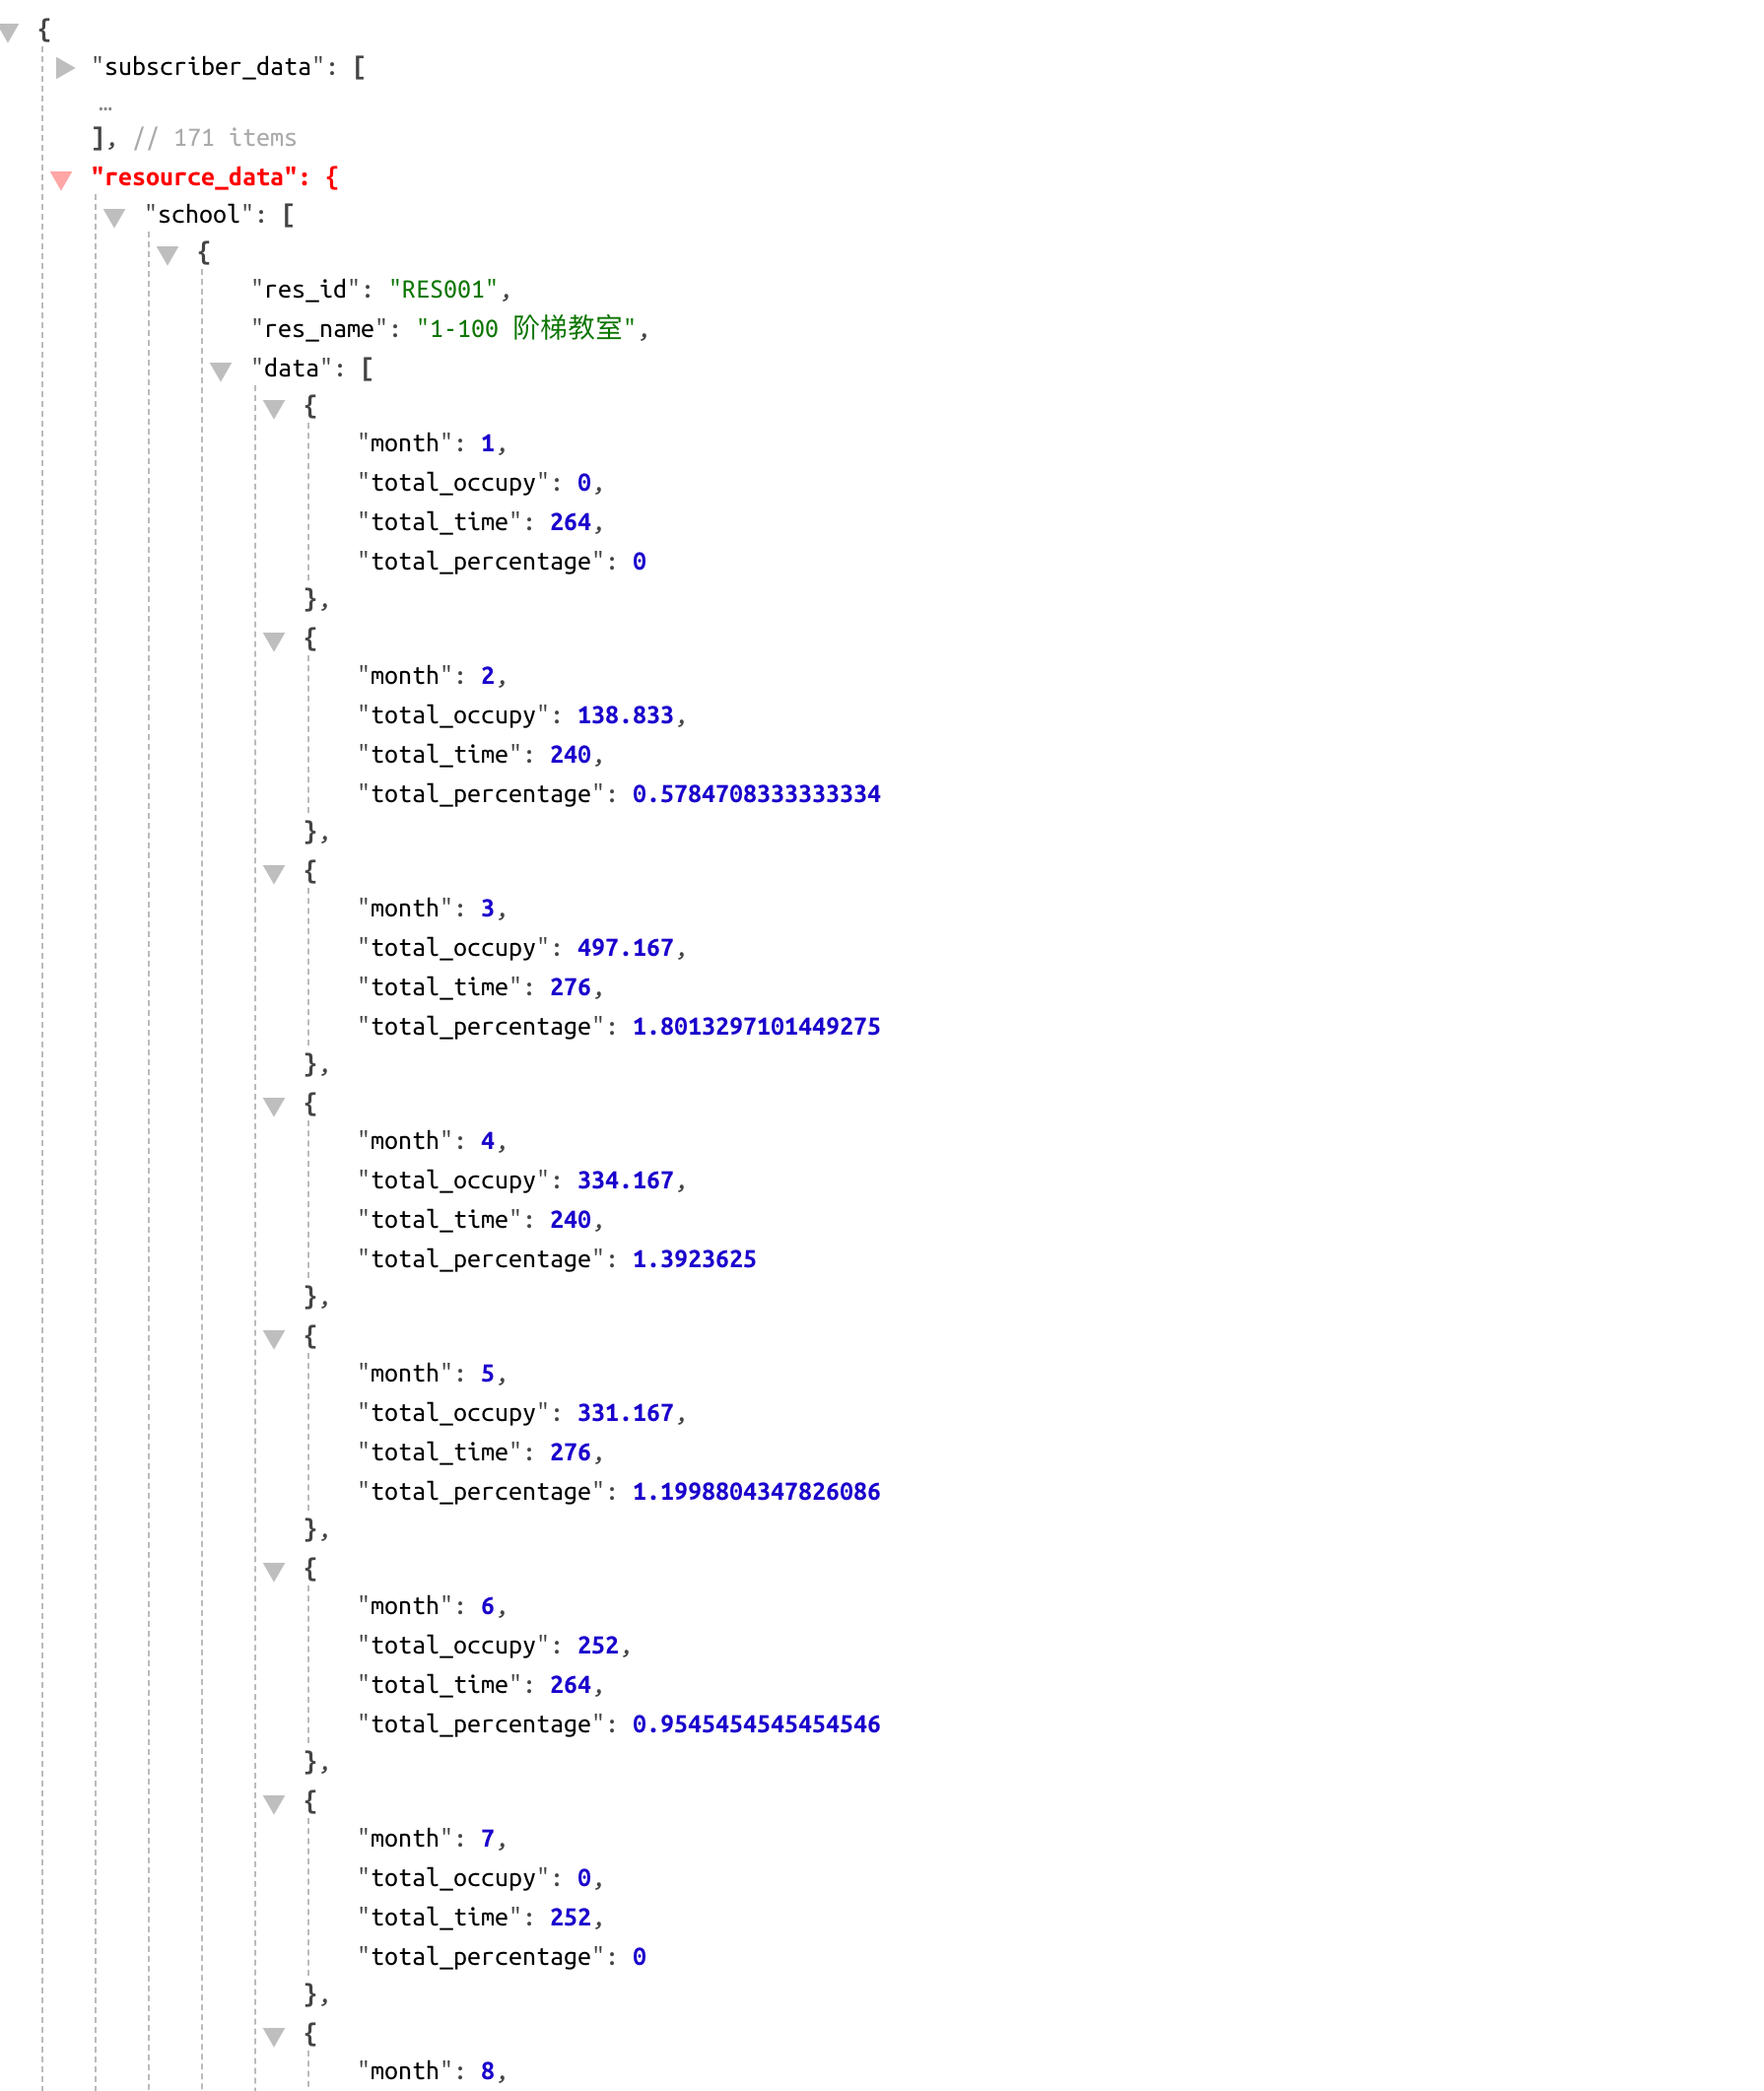 {
"subscriber_data": [
…
], // 171 items
"resource_data": {
"school": [
{
"res_id": "RES001",
"res_name": "1-100 阶梯教室",
"data": [
{
"month": 1,
"total_occupy": 0,
"total_time": 264,
"total_percentage": 0
},
{
"month": 2,
"total_occupy": 138.833,
"total_time": 240,
"total_percentage": 0.5784708333333334
},
{
"month": 3,
"total_occupy": 497.167,
"total_time": 276,
"total_percentage": 1.8013297101449275
},
{
"month": 4,
"total_occupy": 334.167,
"total_time": 240,
"total_percentage": 1.3923625
},
{
"month": 5,
"total_occupy": 331.167,
"total_time": 276,
"total_percentage": 1.1998804347826086
},
{
"month": 6,
"total_occupy": 252,
"total_time": 264,
"total_percentage": 0.9545454545454546
},
{
"month": 7,
"total_occupy": 0,
"total_time": 252,
"total_percentage": 0
},
{
"month": 8,